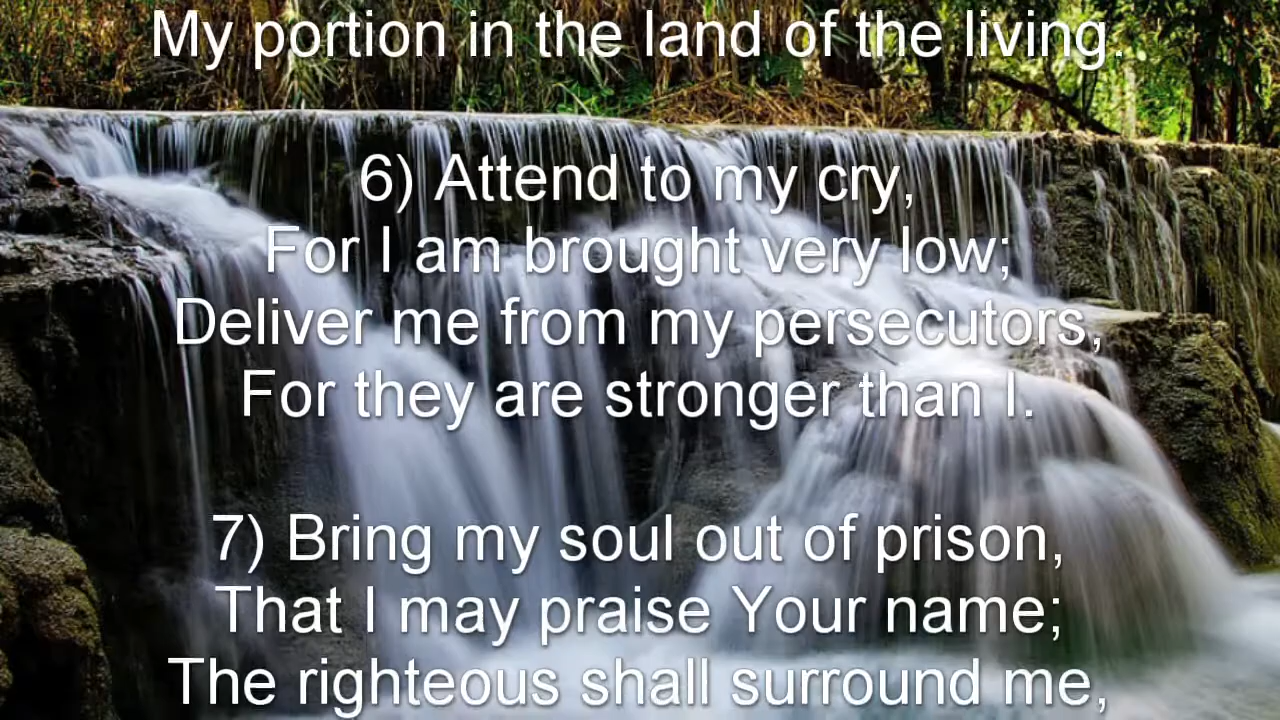 My portion in the land of the living.
6) Attend to my cry,
For I am brought very low;
Deliver me from my persecutors,
For they are stronger than I.
7) Bring my soul out of prison,
That I may praise Your name;
The righteous shall surround me,